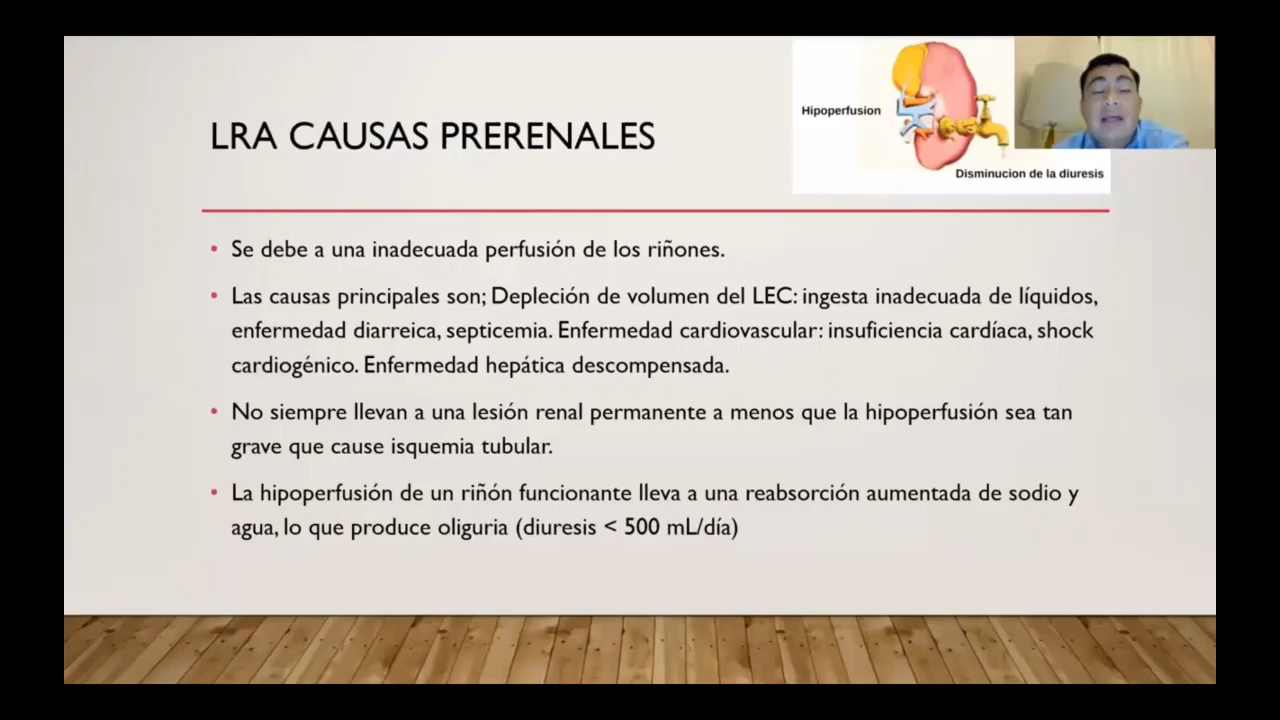 Hipoperfusion
LRA CAUSAS PRERENALES
Disminucion de la diuresis
• Se debe a una inadecuada perfusión de los riñones.
• Las causas principales son; Depleción de volumen del LEC: ingesta inadecuada de líquidos,
enfermedad diarreica, septicemia. Enfermedad cardiovascular: insuficiencia cardíaca, shock
cardiogénico. Enfermedad hepática descompensada.
• No siempre llevan a una lesión renal permanente a menos que la hipoperfusión sea tan
grave que cause isquemia tubular.
• La hipoperfusión de un riñón funcionante lleva a una reabsorción aumentada de sodio y
agua, lo que produce oliguria (diuresis < 500 mL/día)